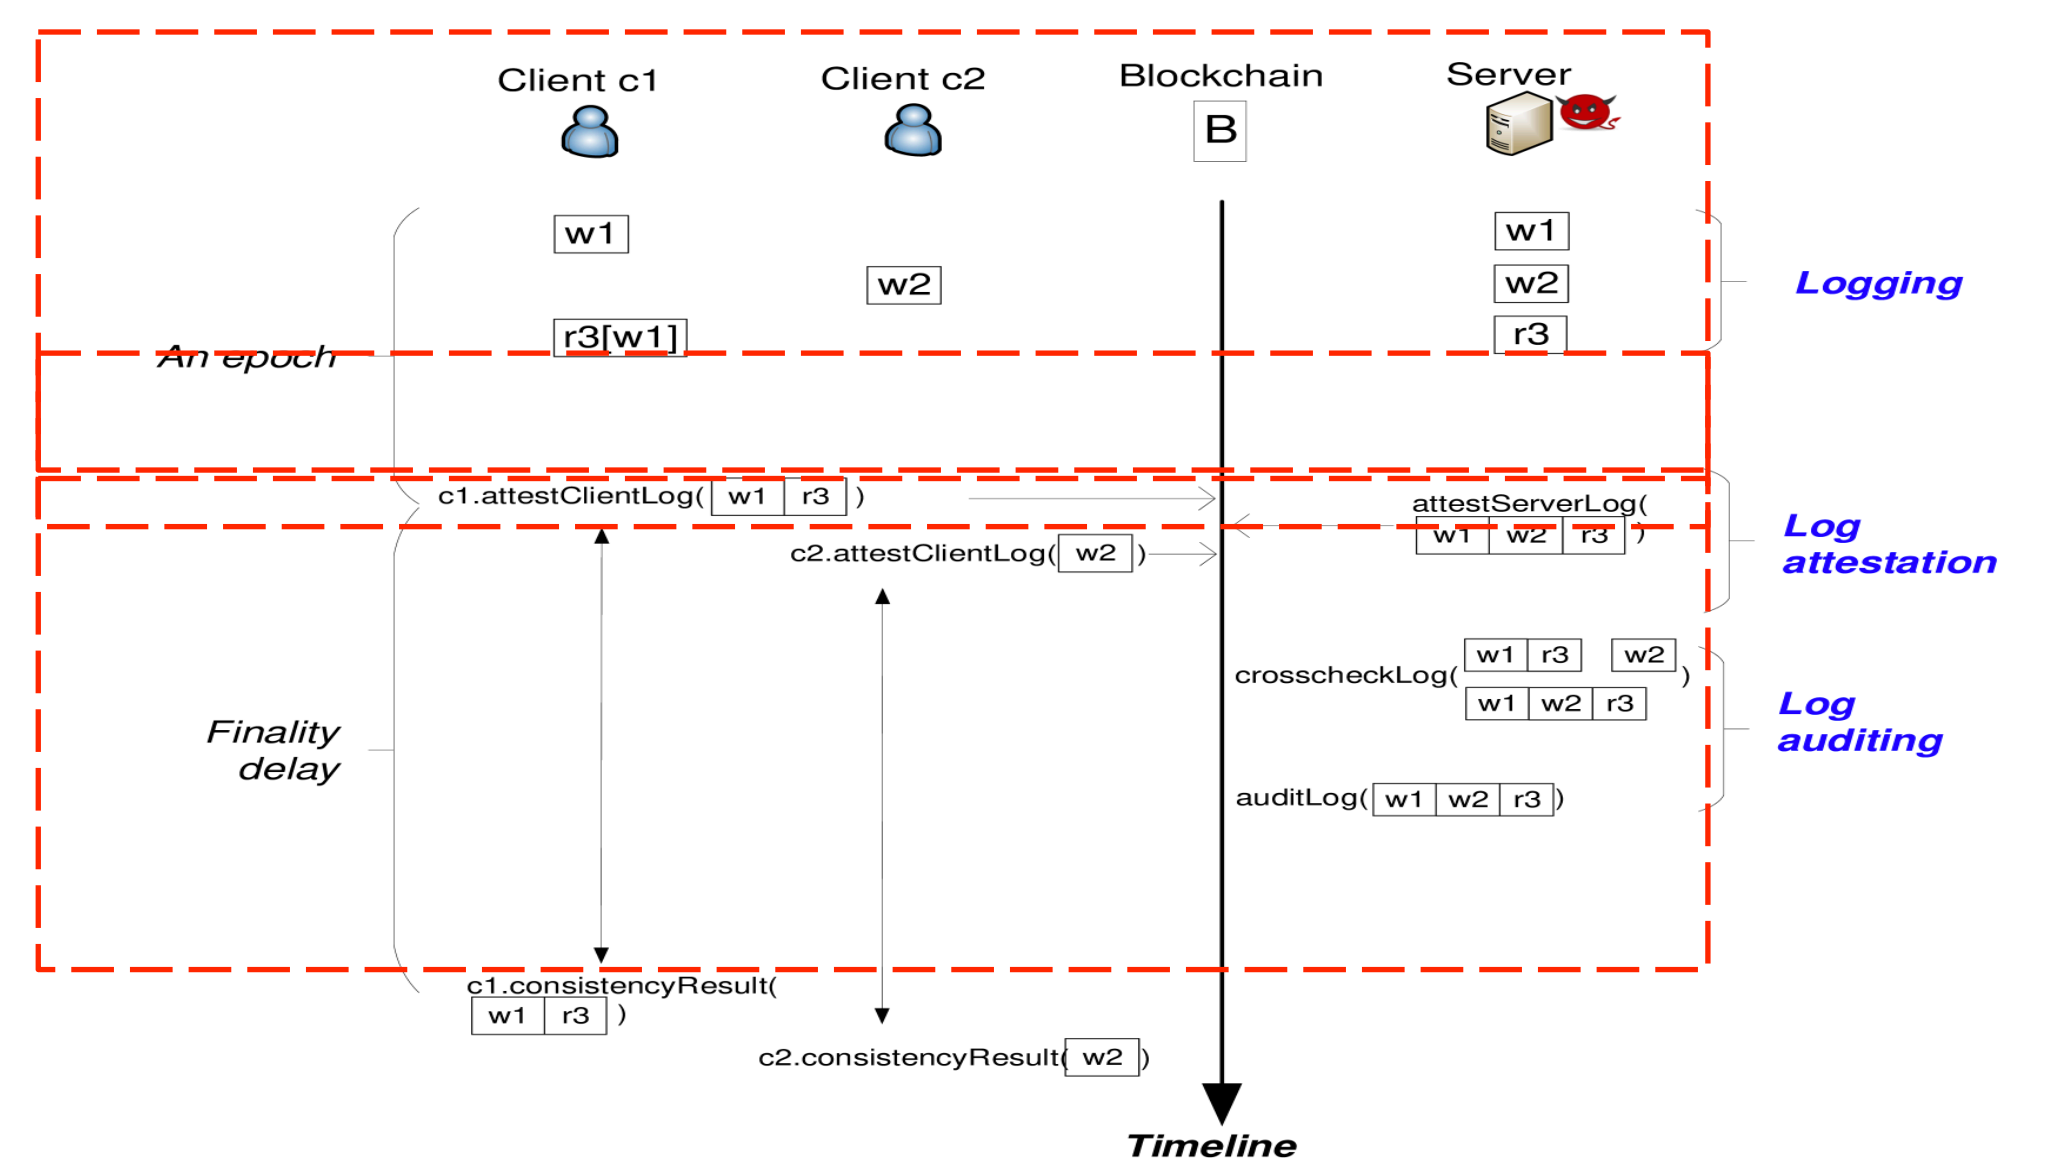 Client c1
Client c2
Blockchain
Server
B
w1
w1
w2
w2
Logging
r3[w1]
r3
An epoch
c1.attestClientLog( w1 r3 )
attestServerLog(
w1 w2 r3 )
Log
attestation
c2.attestClientLog( w2 )
crosscheckLog( w1 r3 w2 )
w1 w2 r3
Log
auditing
Finality
delay
auditLog( w1 w2 r3 )
c1.consistencyResult(
w1 r3 )
c2.consistencyResult( w2 )
Timeline